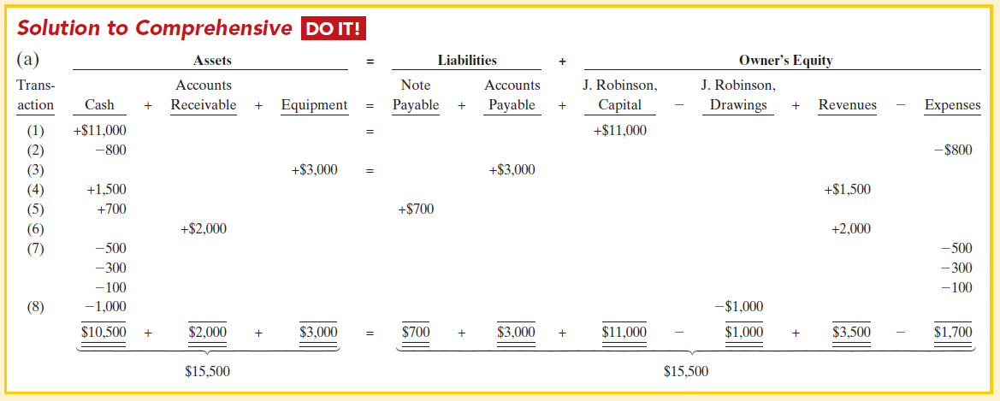 Solution to Comprehensive DO IT!
(a) Assets = Liabilities + Owner's Equity
Trans- Accounts Note Accounts J. Robinson, J. Robinson,
action Cash + Receivable + Equipment = Payable + Payable + Capital − Drawings + Revenues − Expenses
(1) +$11,000 = +$11,000
(2) −800 −$800
(3) +$3,000 = +$3,000
(4) +1,500 +$1,500
(5) +700 +$700
(6) +$2,000 +2,000
(7) −500 −500
−300 −300
−100 −100
(8) −1,000 −$1,000
$10,500 + $2,000 + $3,000 = $700 + $3,000 + $11,000 − $1,000 + $3,500 − $1,700
$15,500 $15,500